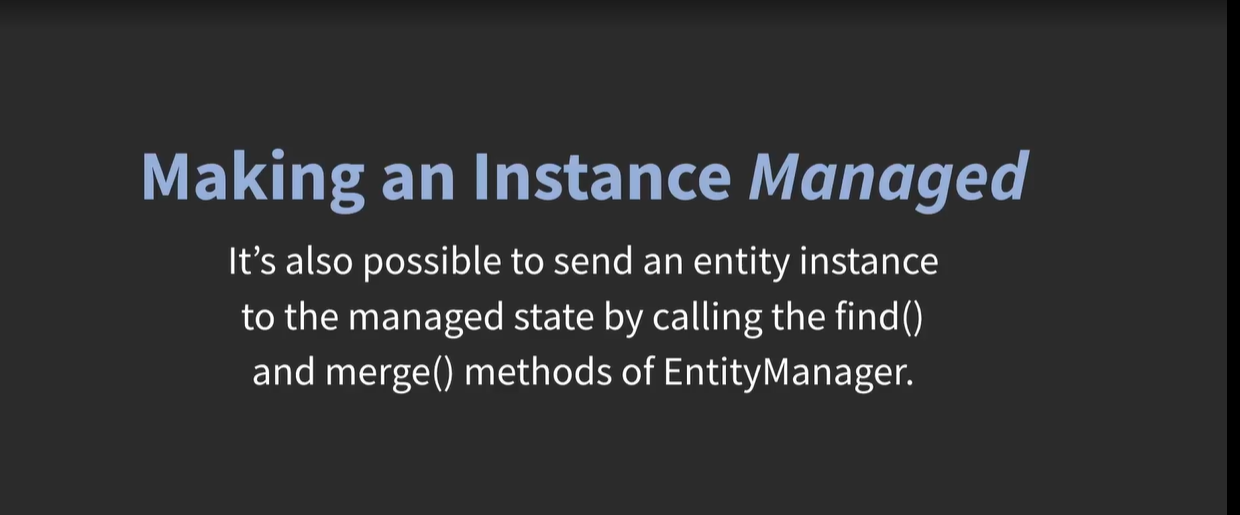 Making an Instance Managed
It’s also possible to send an entity instance
to the managed state by calling the find()
and merge() methods of EntityManager.